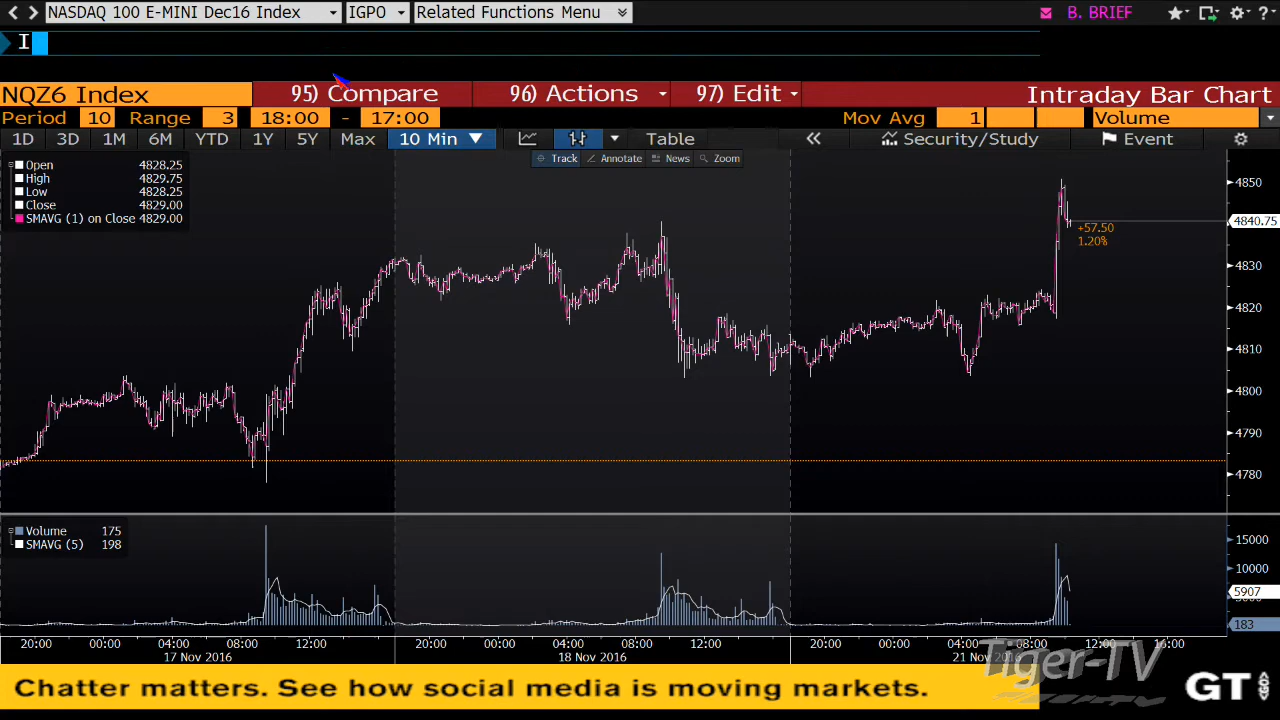 NASDAQ 100 E-MINI Dec16 Index IGPO Related Functions Menu B. BRIEF ?
I
NQZ6 Index 95) Compare 96) Actions 97) Edit Intraday Bar Chart
Period 10 Range 3 18:00 - 17:00 Mov Avg 1 Volume
1D 3D 1M 6M YTD 1Y 5Y Max 10 Min Table Security/Study Event
Track Annotate News Zoom
Open 4828.25
High 4829.75
Low 4828.25
Close 4829.00
SMAVG (1) on Close 4829.00
4850
4840.75
+57.50
1.20%
4830
4820
4810
4800
4790
4780
Volume 175
SMAVG (5) 198
15000
10000
5907
183
20:00 00:00 04:00 08:00 12:00 20:00 00:00 04:00 08:00 12:00 20:00 00:00 04:00 08:00 12:00 16:00
17 Nov 2016 18 Nov 2016 21 Nov 2016
Tiger-TV
Chatter matters. See how social media is moving markets. GT GO